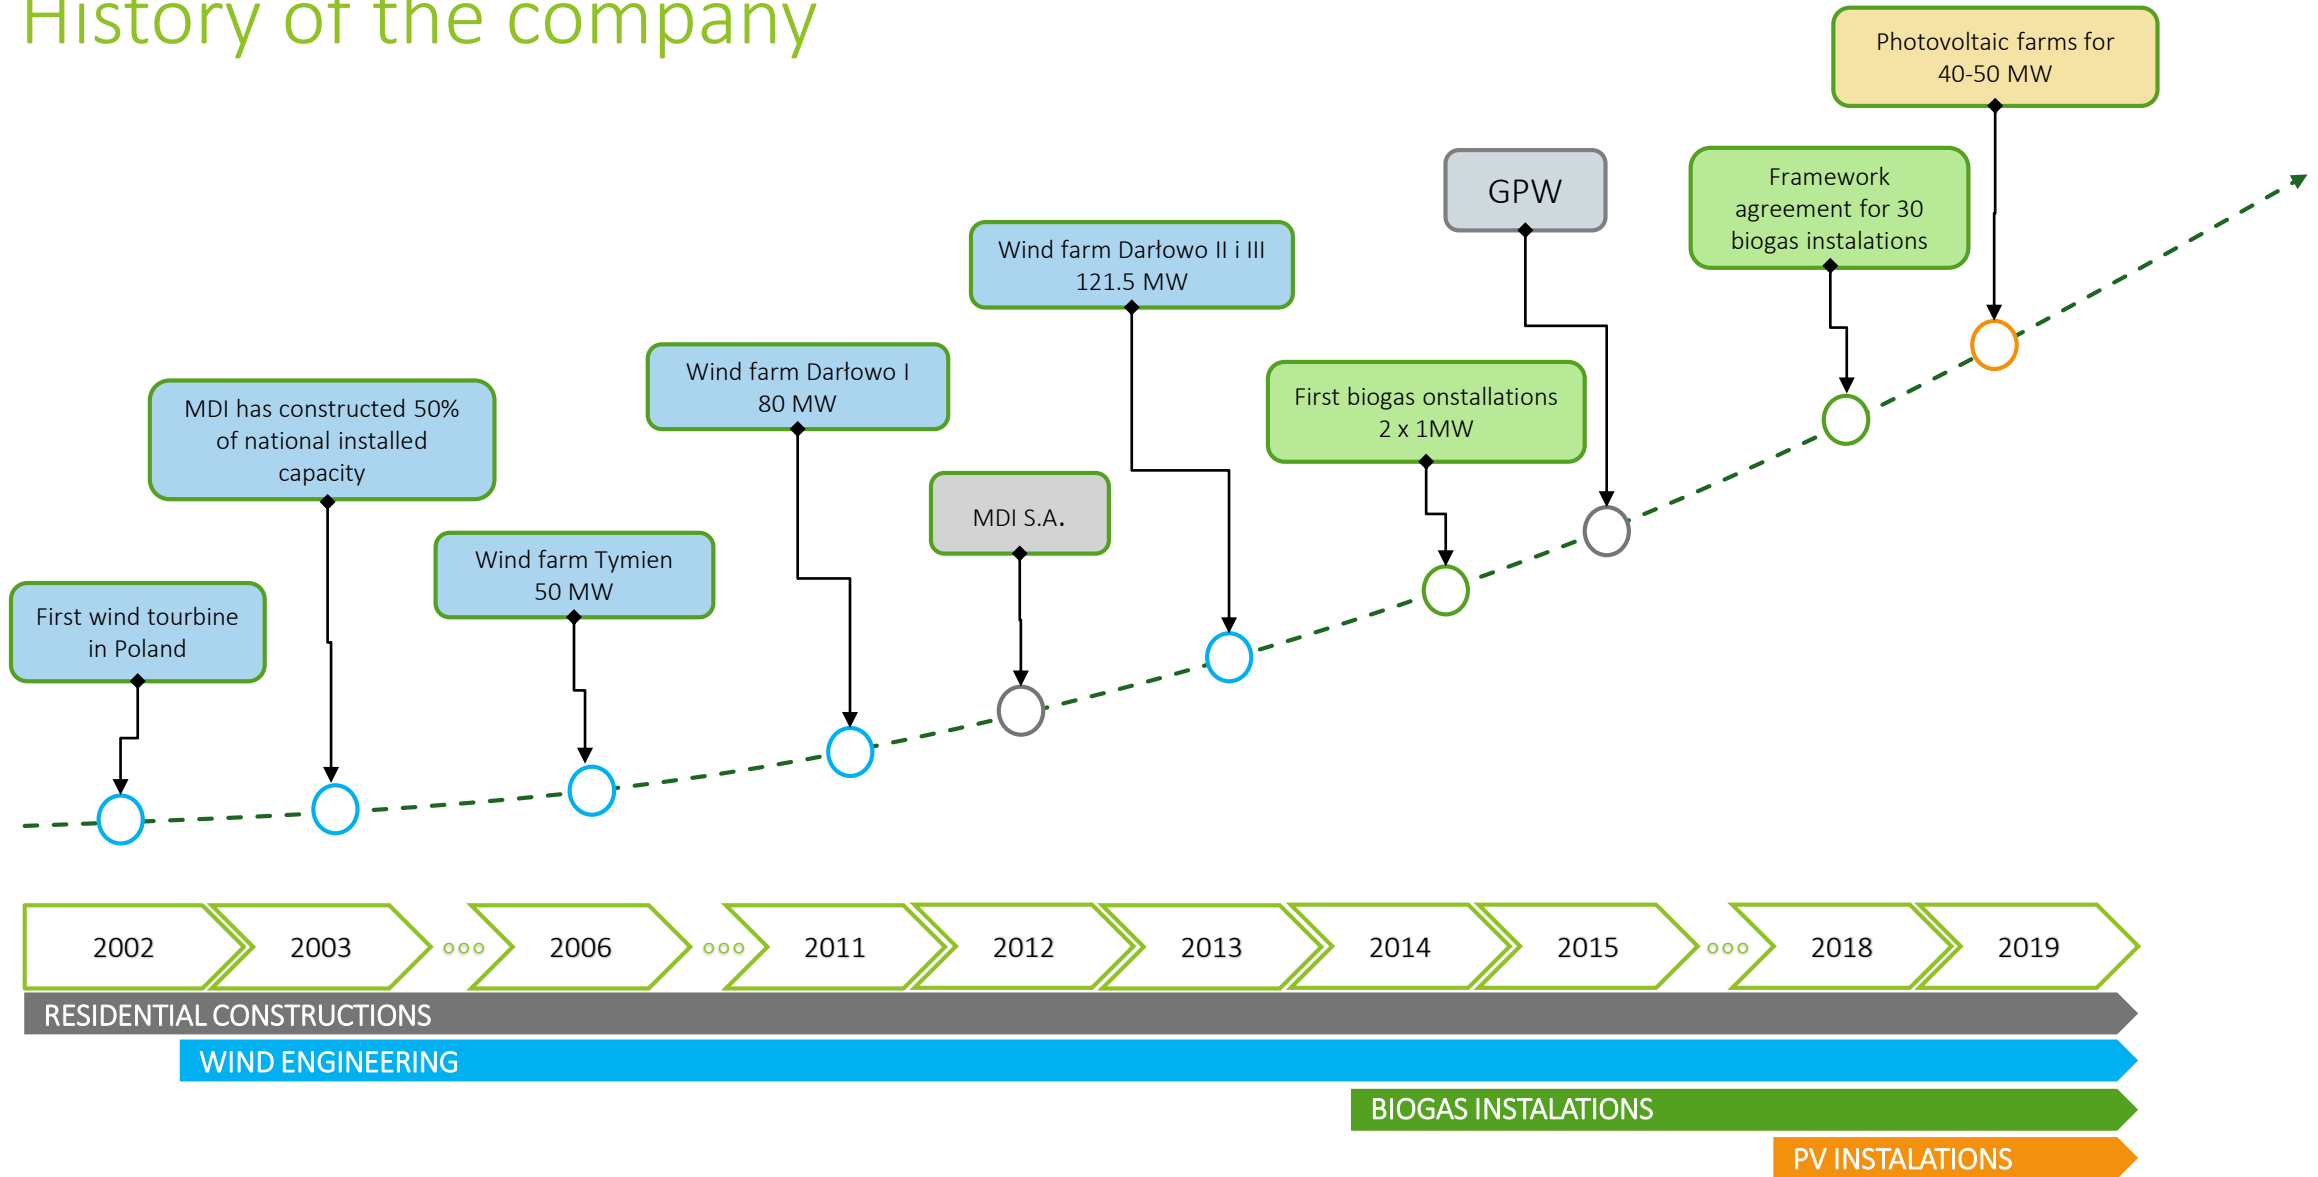 History of the company
Photovoltaic farms for
40-50 MW
GPW
Framework
agreement for 30
biogas instalations
Wind farm Darłowo II i III
121.5 MW
Wind farm Darłowo I
80 MW
First biogas onstallations
2 x 1MW
MDI has constructed 50%
of national installed
capacity
MDI S.A.
Wind farm Tymien
50 MW
First wind tourbine
in Poland
2002
2003
2006
2011
2012
2013
2014
2015
2018
2019
RESIDENTIAL CONSTRUCTIONS
WIND ENGINEERING
BIOGAS INSTALATIONS
PV INSTALATIONS